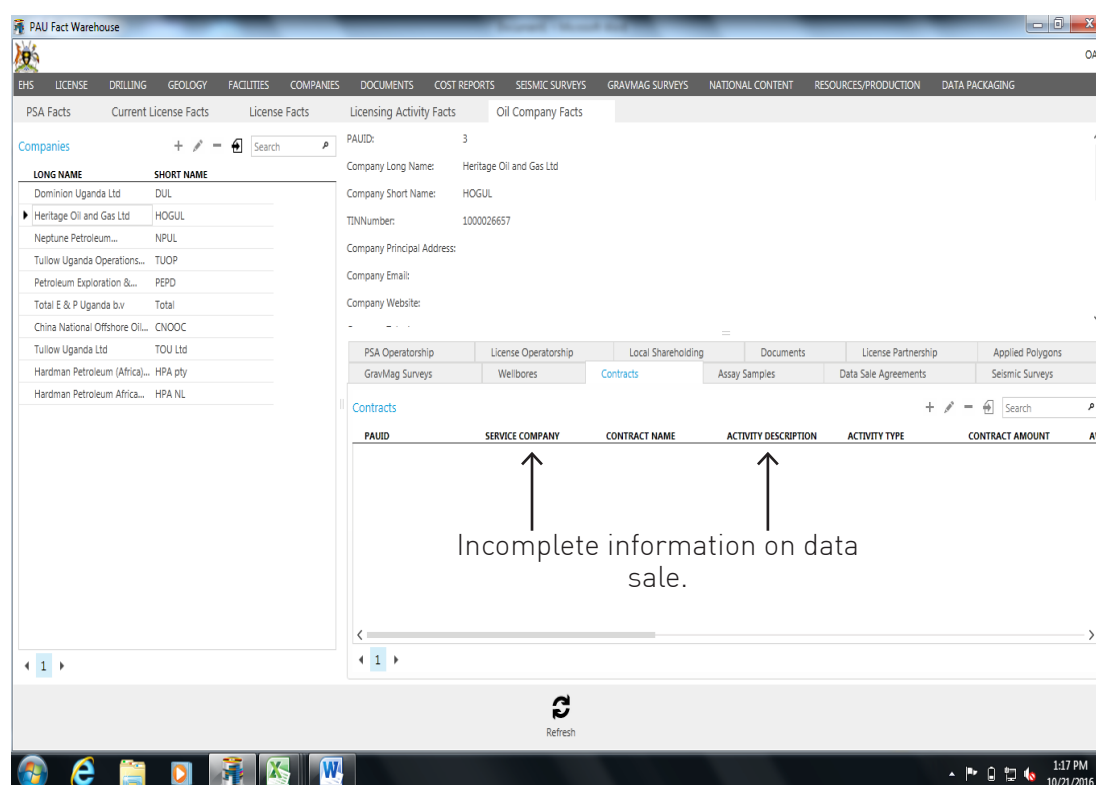 PAU Fact Warehouse
OA
EHS LICENSE DRILLING GEOLOGY FACILITIES COMPANIES DOCUMENTS COST REPORTS SEISMIC SURVEYS GRAVMAG SURVEYS NATIONAL CONTENT RESOURCES/PRODUCTION DATA PACKAGING
PSA Facts Current License Facts License Facts Licensing Activity Facts Oil Company Facts
Companies Search
LONG NAME SHORT NAME
Dominion Uganda Ltd DUL
Heritage Oil and Gas Ltd HOGUL
Neptune Petroleum... NPUL
Tullow Uganda Operations... TUOP
Petroleum Exploration &... PEPD
Total E & P Uganda b.v Total
China National Offshore Oil... CNOOC
Tullow Uganda Ltd TOU Ltd
Hardman Petroleum (Africa)... HPA pty
Hardman Petroleum Africa... HPA NL
1
PAUID: 3
Company Long Name: Heritage Oil and Gas Ltd
Company Short Name: HOGUL
TINNumber: 1000026657
Company Principal Address:
Company Email:
Company Website:
PSA Operatorship License Operatorship Local Shareholding Documents License Partnership Applied Polygons
GravMag Surveys Wellbores Contracts Assay Samples Data Sale Agreements Seismic Surveys
Contracts Search
PAUID SERVICE COMPANY CONTRACT NAME ACTIVITY DESCRIPTION ACTIVITY TYPE CONTRACT AMOUNT
Incomplete information on data
sale.
1
Refresh
1:17 PM
10/21/2016